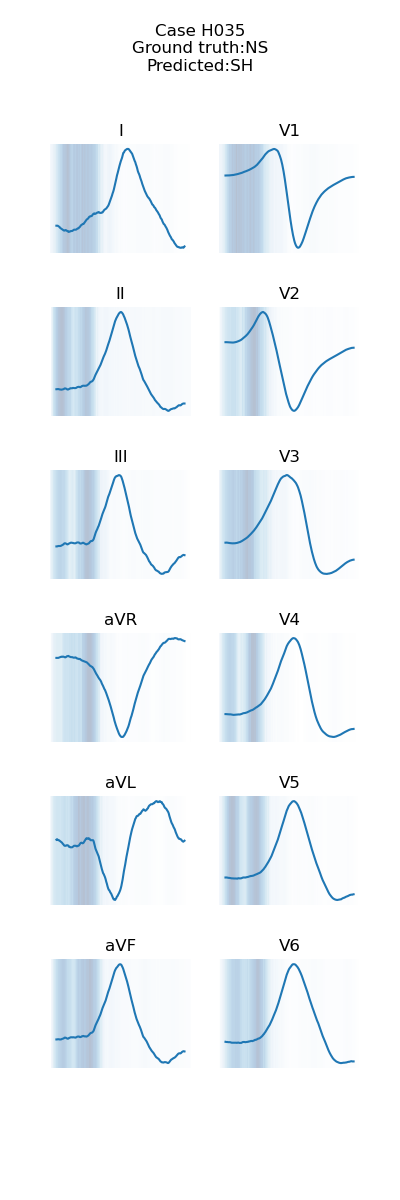 Case H035
Ground truth:NS
Predicted:SH
I
V1
II
V2
III
V3
aVR
V4
aVL
V5
aVF
V6